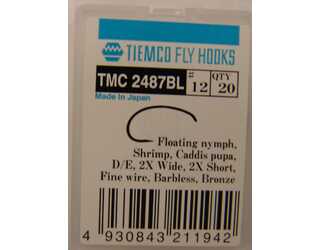 TIEMCO FLY HOOKS
TMC 2487BL # 12 QTY 20
Made In Japan
Floating nymph,
Shrimp, Caddis pupa,
D/E, 2X Wide, 2X Short,
Fine wire, Barbless, Bronze
4 930843 211942